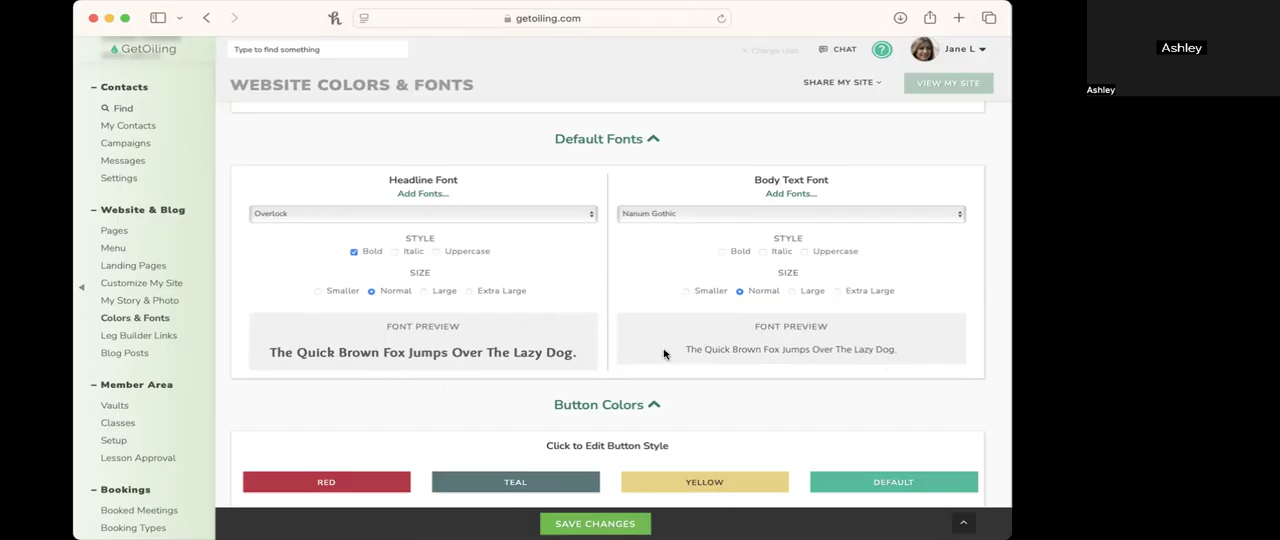 getoiling.com
GetOiling
Type to find something
Change User
CHAT
?
Jane L
WEBSITE COLORS & FONTS
SHARE MY SITE
VIEW MY SITE
Contacts
Find
My Contacts
Campaigns
Messages
Settings
Website & Blog
Pages
Menu
Landing Pages
Customize My Site
My Story & Photo
Colors & Fonts
Leg Builder Links
Blog Posts
Member Area
Vaults
Classes
Setup
Lesson Approval
Bookings
Booked Meetings
Booking Types
Default Fonts
Headline Font
Add Fonts...
Overlock
STYLE
Bold Italic Uppercase
SIZE
Smaller Normal Large Extra Large
FONT PREVIEW
The Quick Brown Fox Jumps Over The Lazy Dog.
Body Text Font
Add Fonts...
Nanum Gothic
STYLE
Bold Italic Uppercase
SIZE
Smaller Normal Large Extra Large
FONT PREVIEW
The Quick Brown Fox Jumps Over The Lazy Dog.
Button Colors
Click to Edit Button Style
RED TEAL YELLOW DEFAULT
SAVE CHANGES
Ashley
Ashley